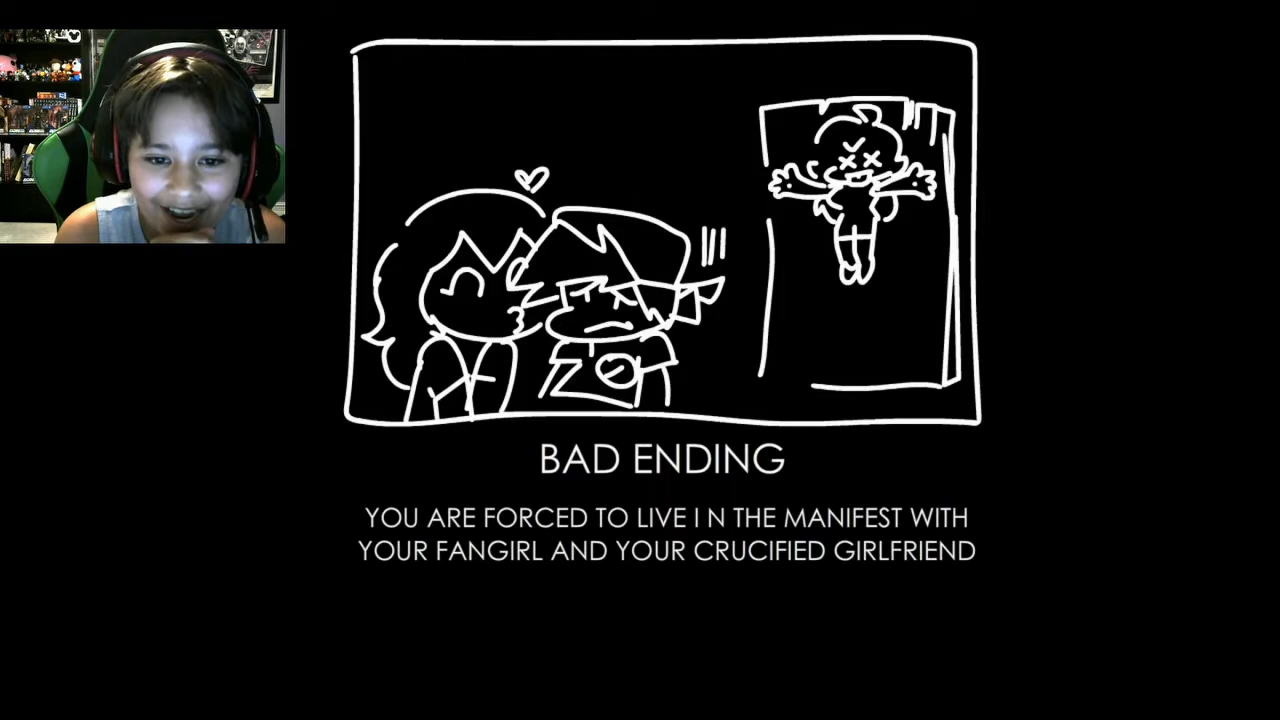 BAD ENDING
YOU ARE FORCED TO LIVE I N THE MANIFEST WITH
YOUR FANGIRL AND YOUR CRUCIFIED GIRLFRIEND